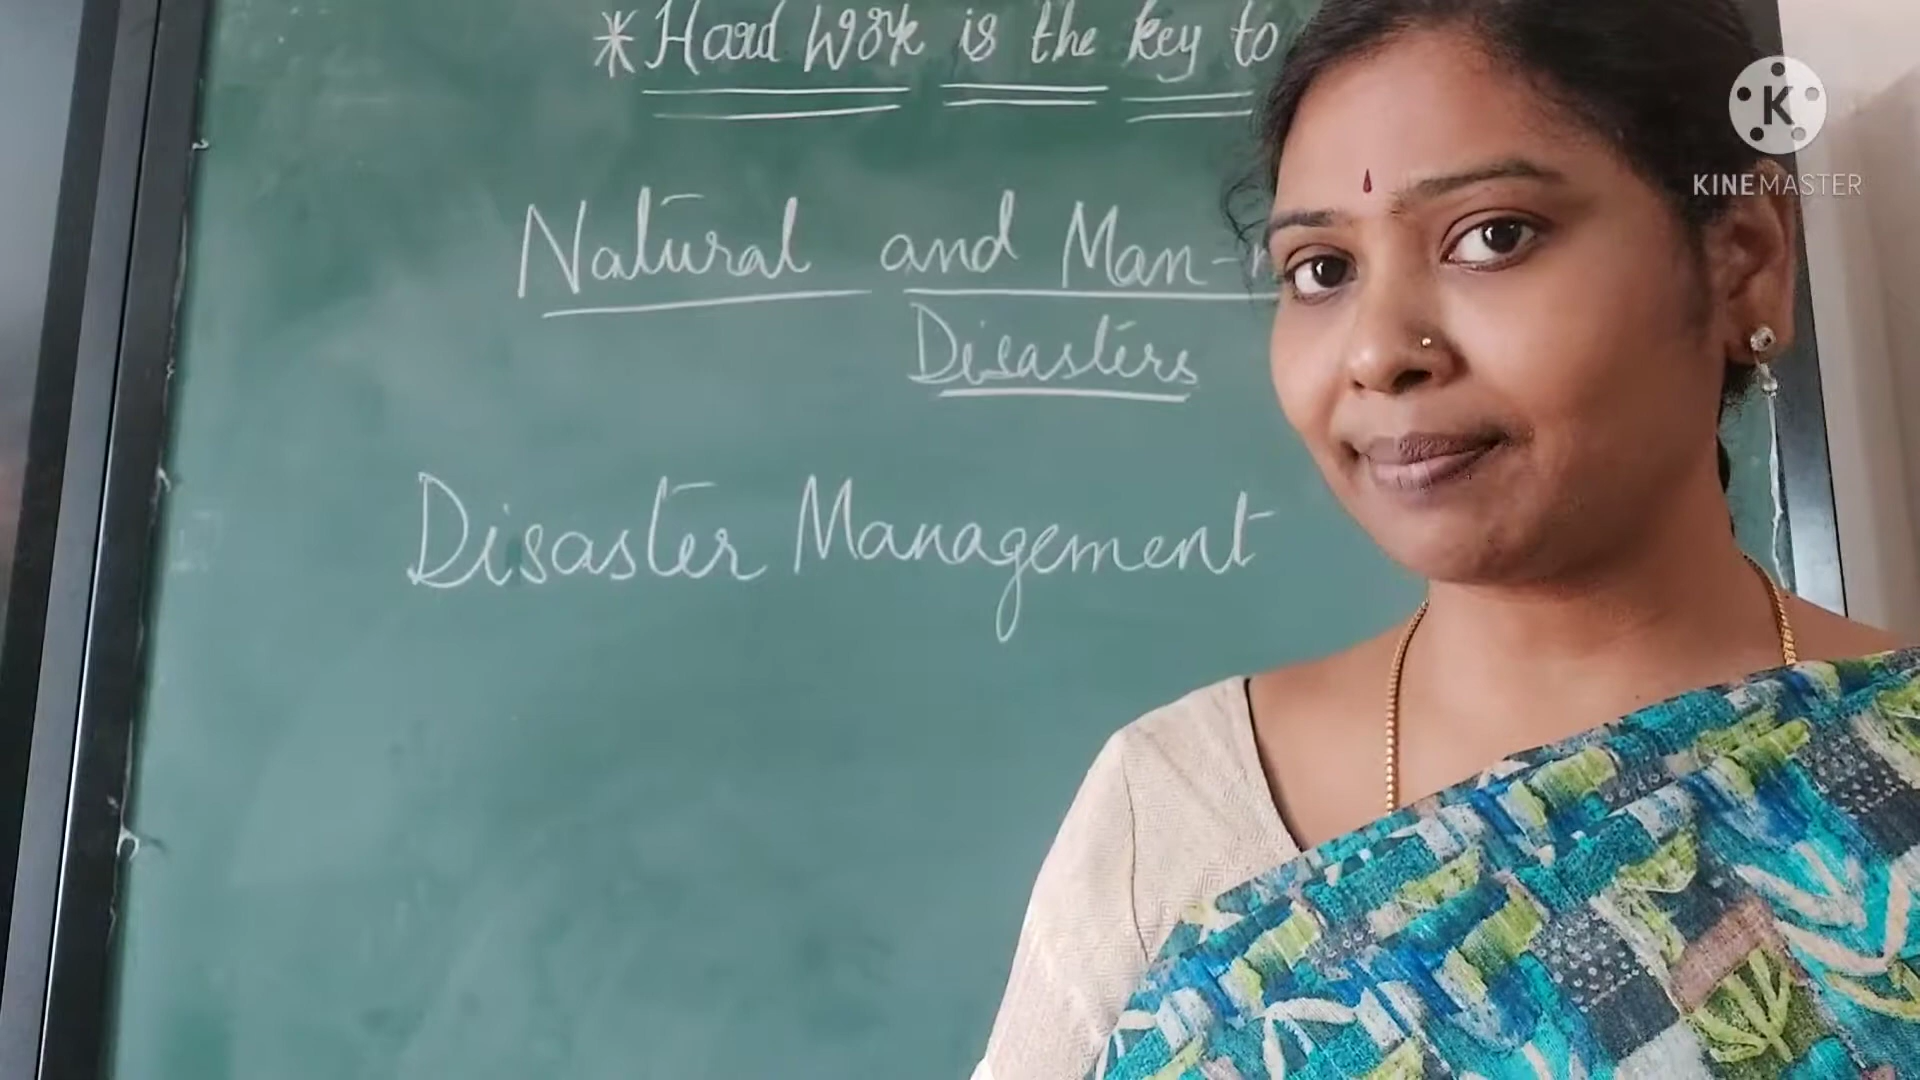 * Hard Work is the key to
Natural and Man-
Disasters
Disaster Management
K
KINEMASTER